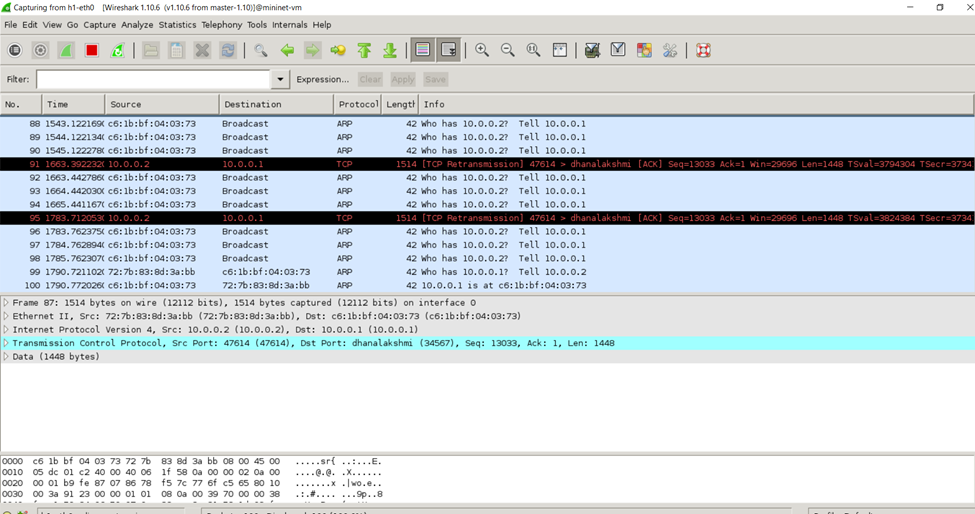 Capturing from h1-eth0 [Wireshark 1.10.6 (v1.10.6 from master-1.10)]@mininet-vm
File Edit View Go Capture Analyze Statistics Telephony Tools Internals Help
Filter: Expression... Clear Apply Save
No. Time Source Destination Protocol Length Info
88 1543.122169 c6:1b:bf:04:03:73 Broadcast ARP 42 Who has 10.0.0.2? Tell 10.0.0.1
89 1544.122134 c6:1b:bf:04:03:73 Broadcast ARP 42 Who has 10.0.0.2? Tell 10.0.0.1
90 1545.122278 c6:1b:bf:04:03:73 Broadcast ARP 42 Who has 10.0.0.2? Tell 10.0.0.1
91 1663.392232 10.0.0.2 10.0.0.1 TCP 1514 [TCP Retransmission] 47614 > dhanalakshmi [ACK] Seq=13033 Ack=1 Win=29696 Len=1448 TSval=3794304 TSecr=3734
92 1663.442786 c6:1b:bf:04:03:73 Broadcast ARP 42 Who has 10.0.0.2? Tell 10.0.0.1
93 1664.442030 c6:1b:bf:04:03:73 Broadcast ARP 42 Who has 10.0.0.2? Tell 10.0.0.1
94 1665.441167 c6:1b:bf:04:03:73 Broadcast ARP 42 Who has 10.0.0.2? Tell 10.0.0.1
95 1783.712053 10.0.0.2 10.0.0.1 TCP 1514 [TCP Retransmission] 47614 > dhanalakshmi [ACK] Seq=13033 Ack=1 Win=29696 Len=1448 TSval=3824384 TSecr=3734
96 1783.762375 c6:1b:bf:04:03:73 Broadcast ARP 42 Who has 10.0.0.2? Tell 10.0.0.1
97 1784.762894 c6:1b:bf:04:03:73 Broadcast ARP 42 Who has 10.0.0.2? Tell 10.0.0.1
98 1785.762307 c6:1b:bf:04:03:73 Broadcast ARP 42 Who has 10.0.0.2? Tell 10.0.0.1
99 1790.721102 72:7b:83:8d:3a:bb c6:1b:bf:04:03:73 ARP 42 Who has 10.0.0.1? Tell 10.0.0.2
100 1790.772026 c6:1b:bf:04:03:73 72:7b:83:8d:3a:bb ARP 42 10.0.0.1 is at c6:1b:bf:04:03:73
Frame 87: 1514 bytes on wire (12112 bits), 1514 bytes captured (12112 bits) on interface 0
Ethernet II, Src: 72:7b:83:8d:3a:bb (72:7b:83:8d:3a:bb), Dst: c6:1b:bf:04:03:73 (c6:1b:bf:04:03:73)
Internet Protocol Version 4, Src: 10.0.0.2 (10.0.0.2), Dst: 10.0.0.1 (10.0.0.1)
Transmission Control Protocol, Src Port: 47614 (47614), Dst Port: dhanalakshmi (34567), Seq: 13033, Ack: 1, Len: 1448
Data (1448 bytes)
0000 c6 1b bf 04 03 73 72 7b 83 8d 3a bb 08 00 45 00 .....sr{ ..:...E.
0010 05 dc 01 c2 40 00 40 06 1f 58 0a 00 00 02 0a 00 ....@.@. .X......
0020 00 01 b9 fe 87 07 86 78 f5 7c 77 6f c5 65 80 10 .......x .|wo.e..
0030 00 3a 91 23 00 00 01 01 08 0a 00 39 70 00 00 38 .:.#.... ...9p..8